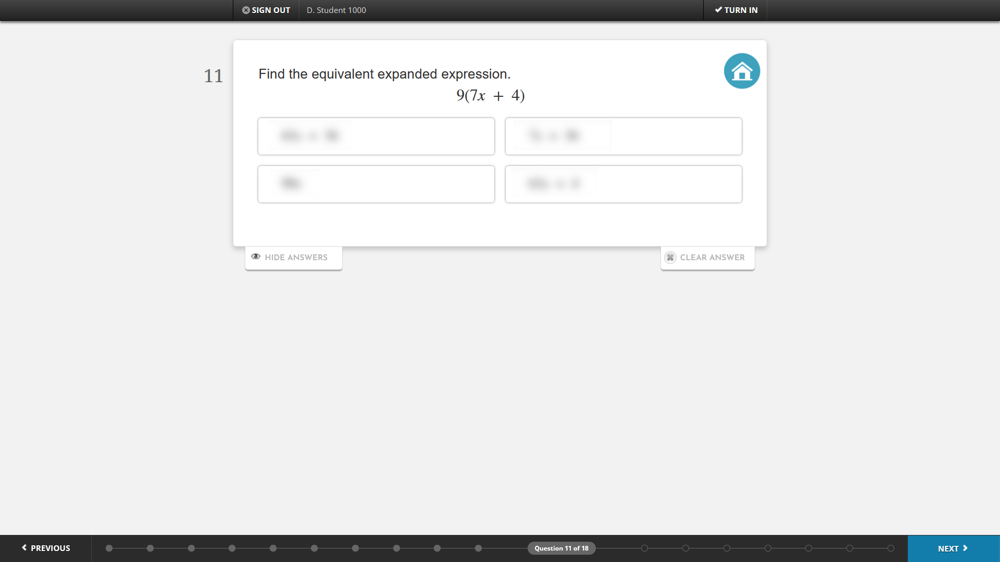 SIGN OUT D. Student 1000 TURN IN
11
Find the equivalent expanded expression.
9(7x + 4)
HIDE ANSWERS CLEAR ANSWER
PREVIOUS Question 11 of 18 NEXT